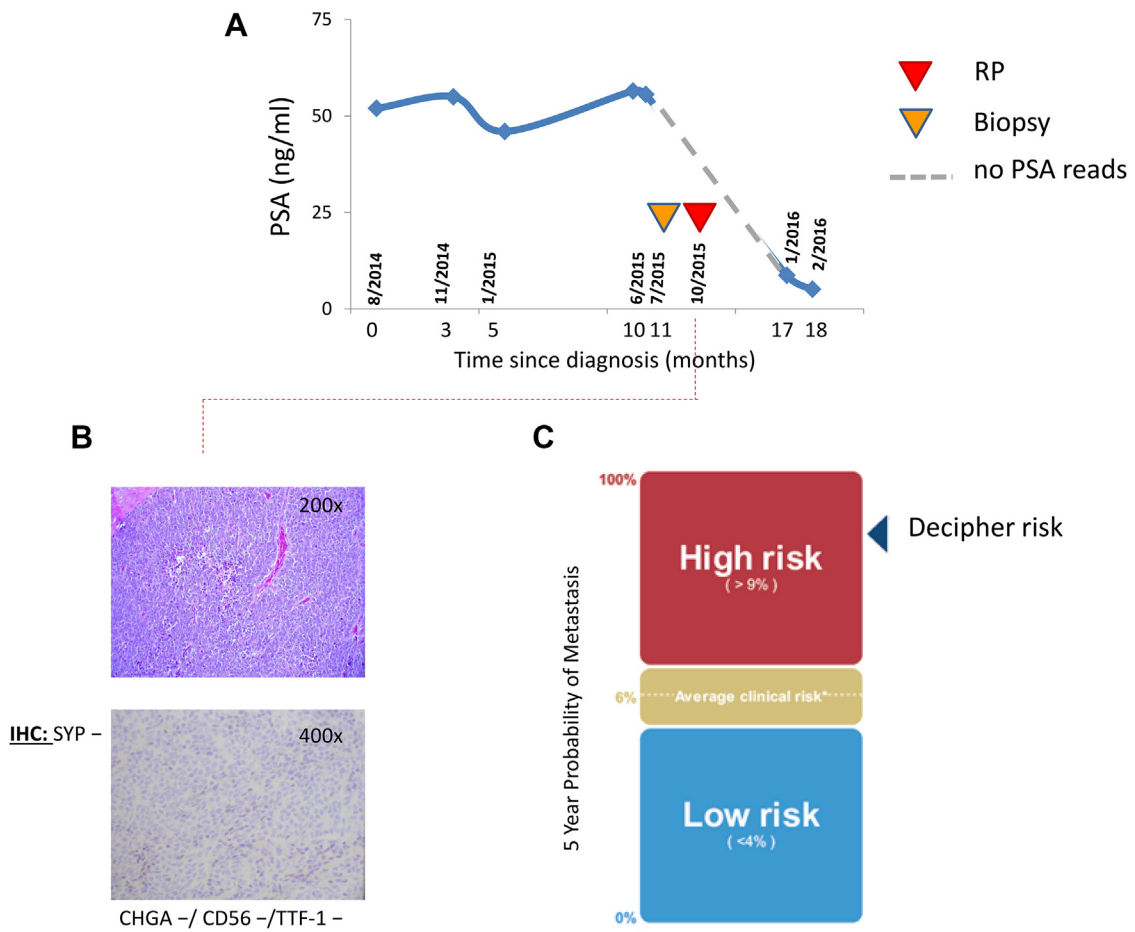 A
75
50
25
0
PSA (ng/ml)
8/2014
11/2014
1/2015
6/2015
7/2015
10/2015
1/2016
2/2016
0 3 5 10 11 17 18
Time since diagnosis (months)
RP
Biopsy
no PSA reads
B
200x
IHC: SYP −
400x
CHGA −/ CD56 −/TTF-1 −
C
5 Year Probability of Metastasis
100%
High risk
( > 9% )
Decipher risk
6%
Average clinical risk*
Low risk
( <4% )
0%